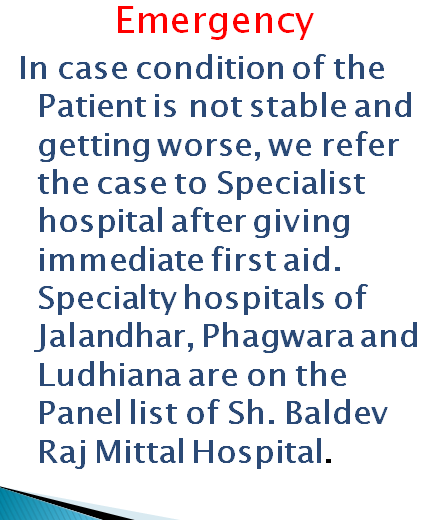 Emergency
In case condition of the
Patient is not stable and
getting worse, we refer
the case to Specialist
hospital after giving
immediate first aid.
Specialty hospitals of
Jalandhar, Phagwara and
Ludhiana are on the
Panel list of Sh. Baldev
Raj Mittal Hospital.